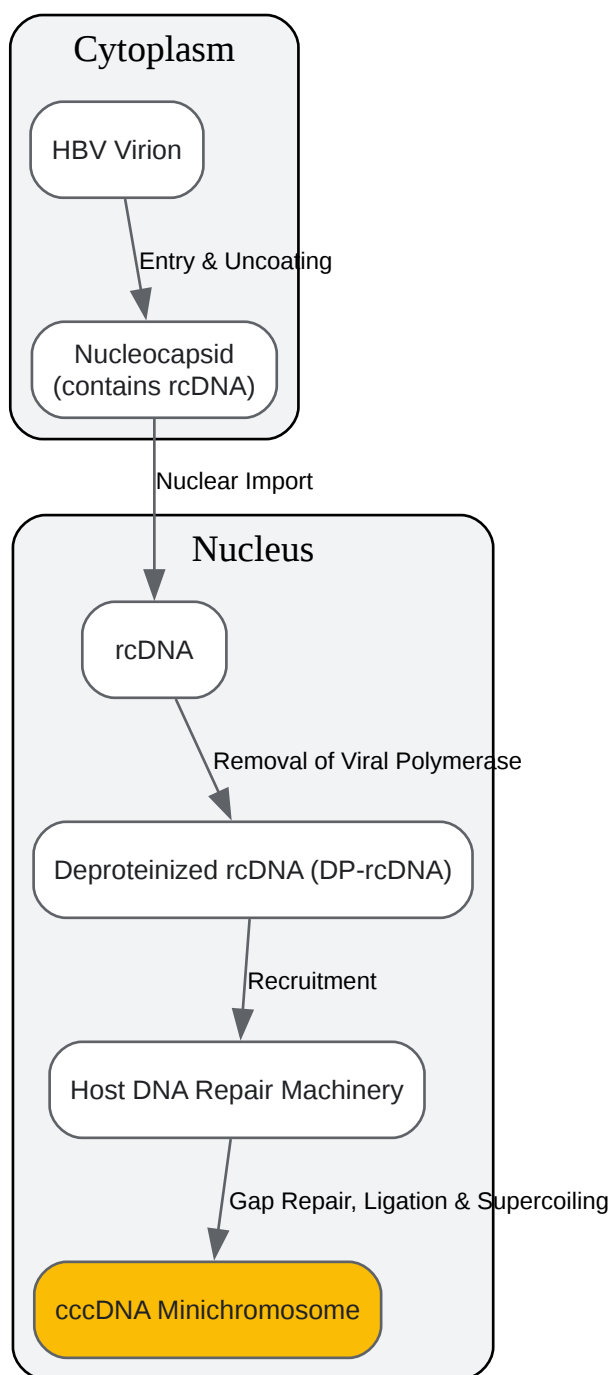 Cytoplasm
HBV Virion
Entry & Uncoating
Nucleocapsid
(contains rcDNA)
Nuclear Import
Nucleus
rcDNA
Removal of Viral Polymerase
Deproteinized rcDNA (DP-rcDNA)
Recruitment
Host DNA Repair Machinery
Gap Repair, Ligation & Supercoiling
cccDNA Minichromosome